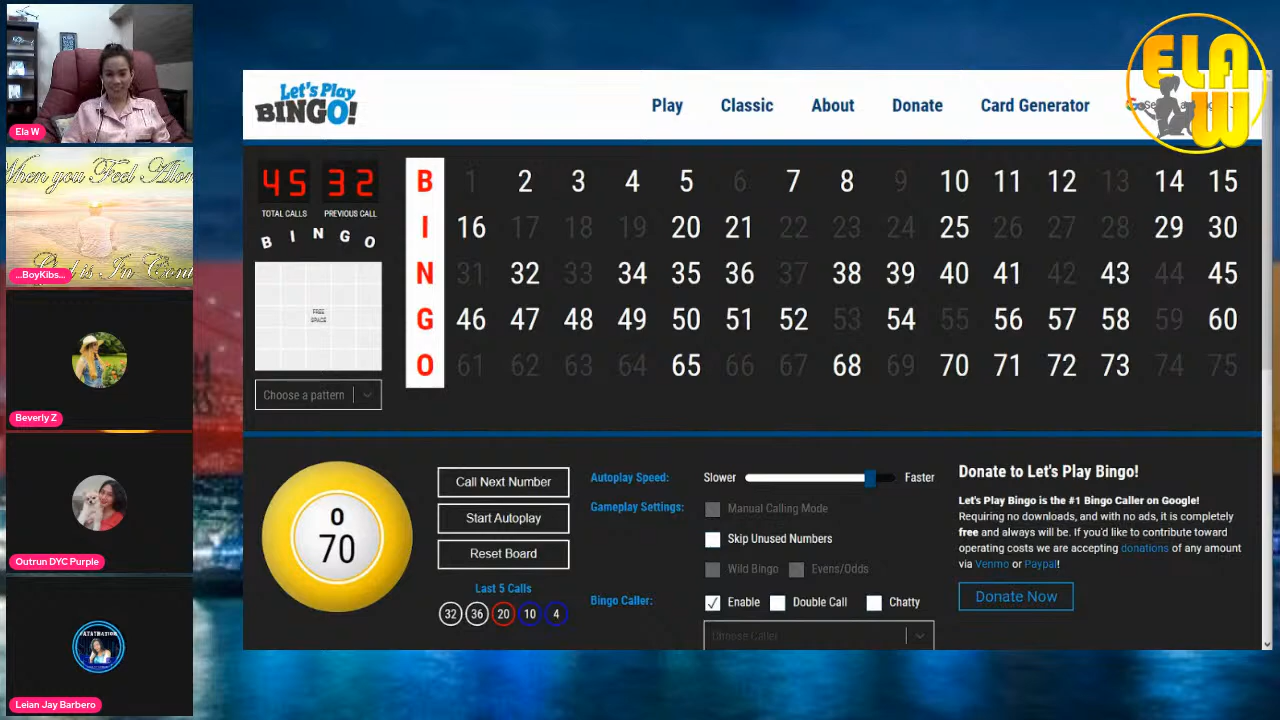 Ela W
When you Feel Alon
God is In Cont
...BoyKibs...
Beverly Z
Outrun DYC Purple
Leian Jay Barbero
ELA
W
Let's Play
BINGO!
Play
Classic
About
Donate
Card Generator
45 32
TOTAL CALLS PREVIOUS CALL
B I N G O
FREE
SPACE
Choose a pattern
B 1 2 3 4 5 6 7 8 9 10 11 12 13 14 15
I 16 17 18 19 20 21 22 23 24 25 26 27 28 29 30
N 31 32 33 34 35 36 37 38 39 40 41 42 43 44 45
G 46 47 48 49 50 51 52 53 54 55 56 57 58 59 60
O 61 62 63 64 65 66 67 68 69 70 71 72 73 74 75
O
70
Call Next Number
Start Autoplay
Reset Board
Last 5 Calls
32 36 20 10 4
Autoplay Speed: Slower Faster
Gameplay Settings: Manual Calling Mode
Skip Unused Numbers
Wild Bingo Evens/Odds
Bingo Caller: Enable Double Call Chatty
Choose Caller
Donate to Let's Play Bingo!
Let's Play Bingo is the #1 Bingo Caller on Google!
Requiring no downloads, and with no ads, it is completely
free and always will be. If you'd like to contribute toward
operating costs we are accepting donations of any amount
via Venmo or Paypal!
Donate Now